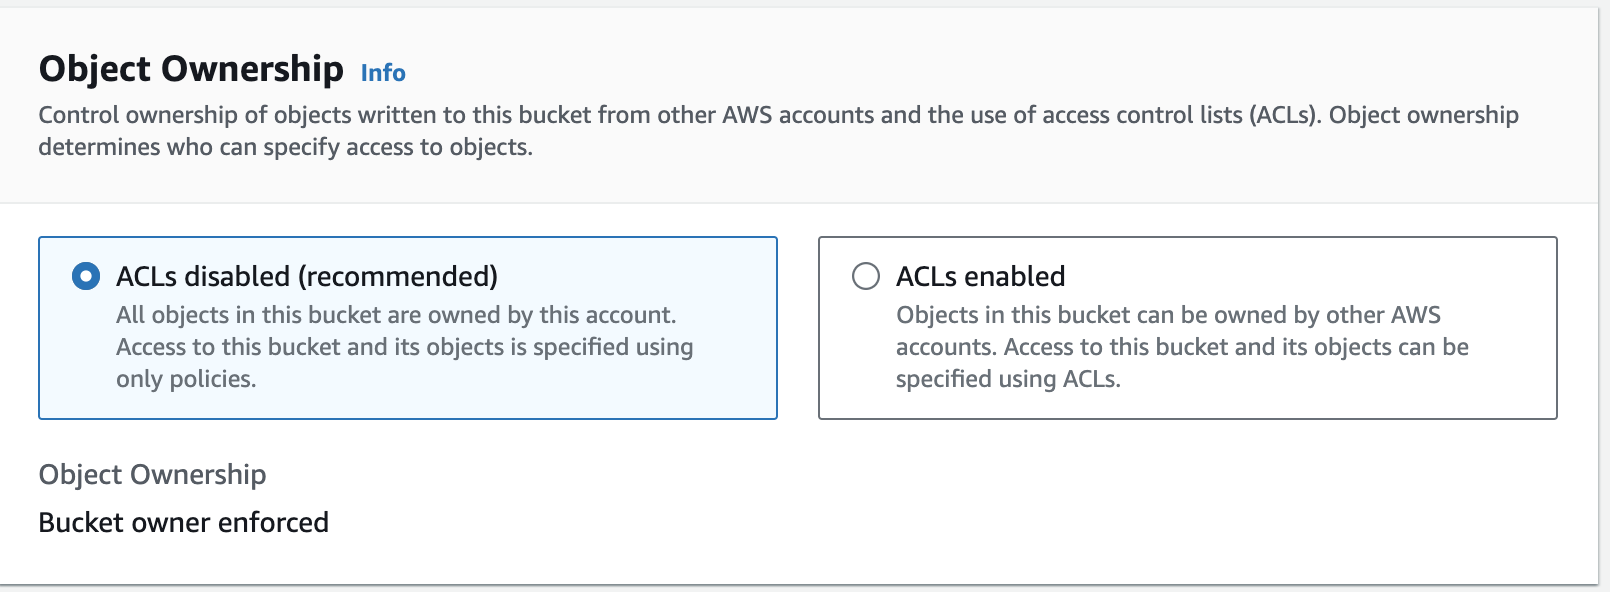 Object Ownership Info
Control ownership of objects written to this bucket from other AWS accounts and the use of access control lists (ACLs). Object ownership
determines who can specify access to objects.
ACLs disabled (recommended)
All objects in this bucket are owned by this account.
Access to this bucket and its objects is specified using
only policies.
ACLs enabled
Objects in this bucket can be owned by other AWS
accounts. Access to this bucket and its objects can be
specified using ACLs.
Object Ownership
Bucket owner enforced